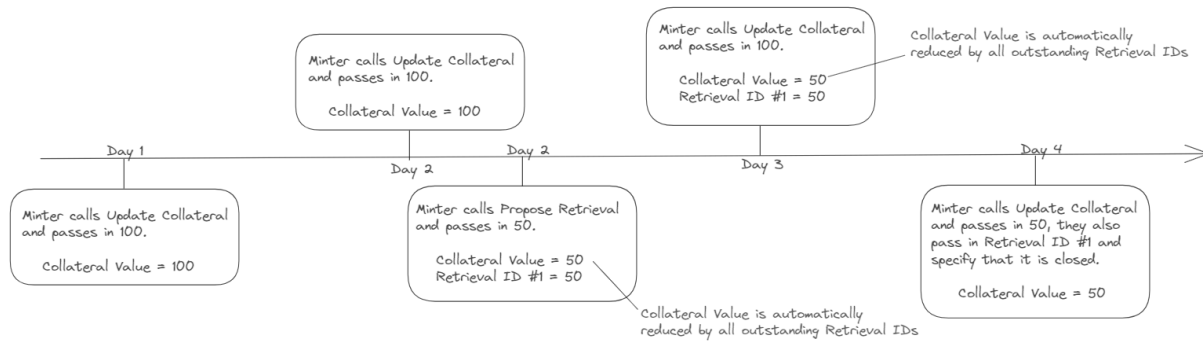 Minter calls Update Collateral
and passes in 100.
Collateral Value = 100
Minter calls Update Collateral
and passes in 100.
Collateral Value = 50
Retrieval ID #1 = 50
Collateral Value is automatically
reduced by all outstanding Retrieval IDs
Day 1
Day 2
Day 2
Day 3
Day 4
Minter calls Update Collateral
and passes in 100.
Collateral Value = 100
Minter calls Propose Retrieval
and passes in 50.
Collateral Value = 50
Retrieval ID #1 = 50
Collateral Value is automatically
reduced by all outstanding Retrieval IDs
Minter calls Update Collateral
and passes in 50, they also
pass in Retrieval ID #1 and
specify that it is closed.
Collateral Value = 50